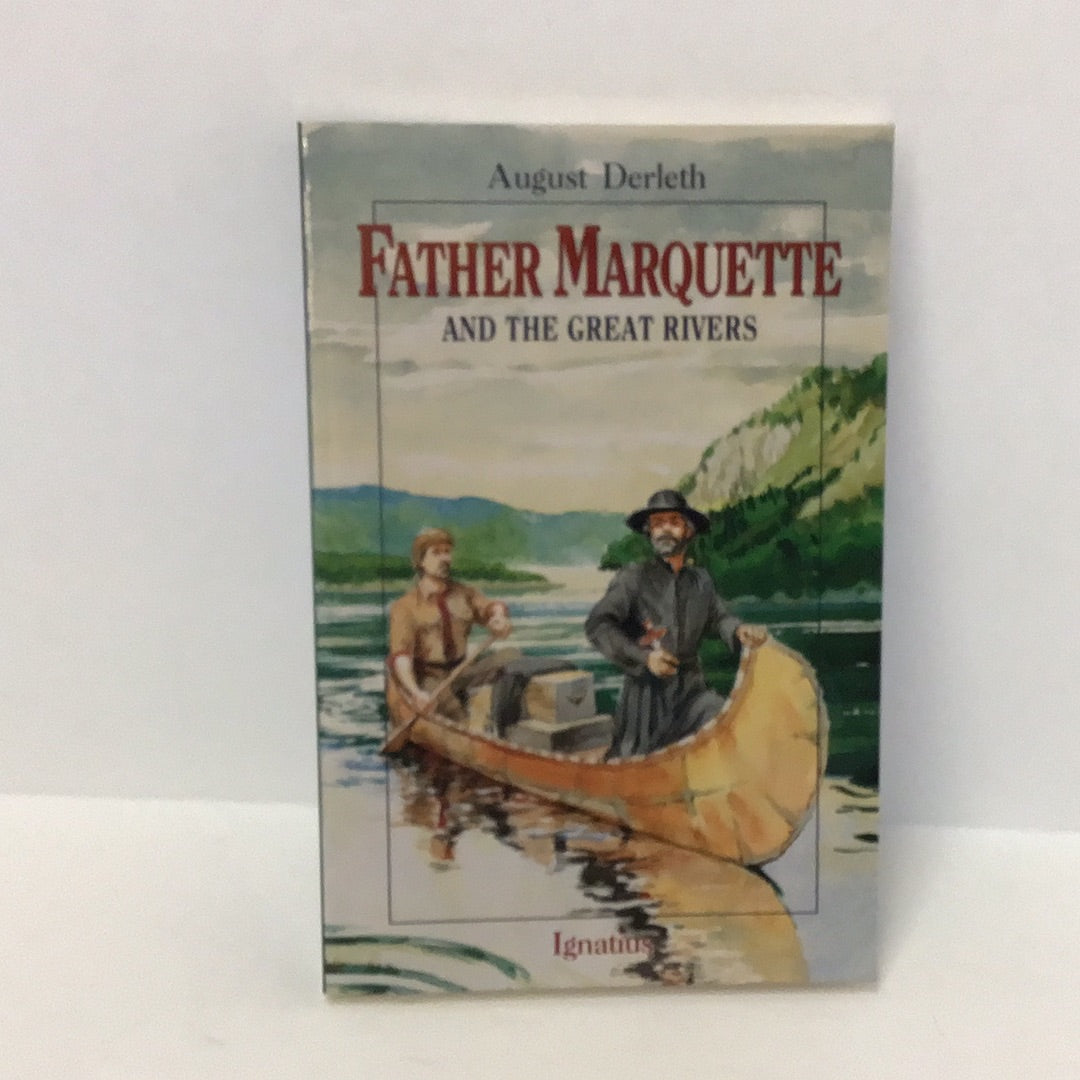 August Derleth
FATHER MARQUETTE
AND THE GREAT RIVERS
Ignatius